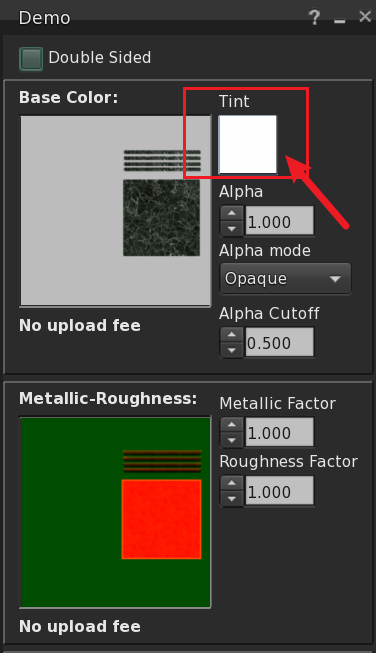 Demo
Double Sided
Base Color:
Tint
Alpha
1.000
Alpha mode
Opaque
Alpha Cutoff
0.500
No upload fee
Metallic-Roughness:
Metallic Factor
1.000
Roughness Factor
1.000
No upload fee